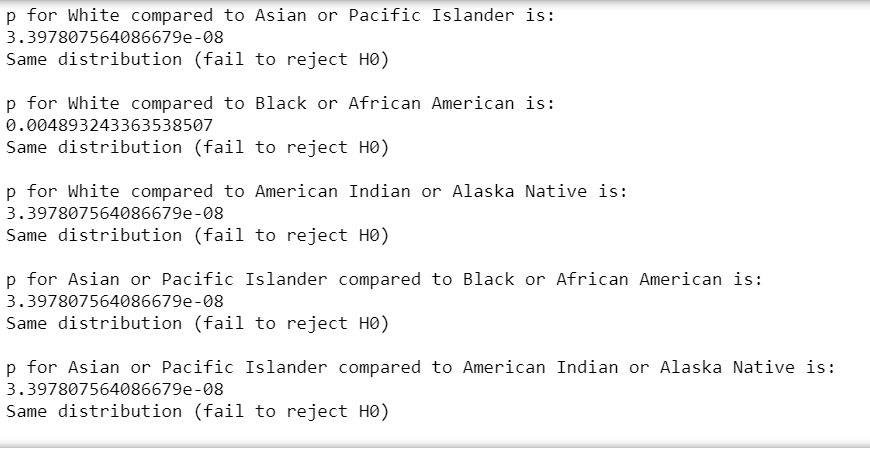 p for White compared to Asian or Pacific Islander is:
3.397807564086679e-08
Same distribution (fail to reject H0)
p for White compared to Black or African American is:
0.004893243363538507
Same distribution (fail to reject H0)
p for White compared to American Indian or Alaska Native is:
3.397807564086679e-08
Same distribution (fail to reject H0)
p for Asian or Pacific Islander compared to Black or African American is:
3.397807564086679e-08
Same distribution (fail to reject H0)
p for Asian or Pacific Islander compared to American Indian or Alaska Native is:
3.397807564086679e-08
Same distribution (fail to reject H0)